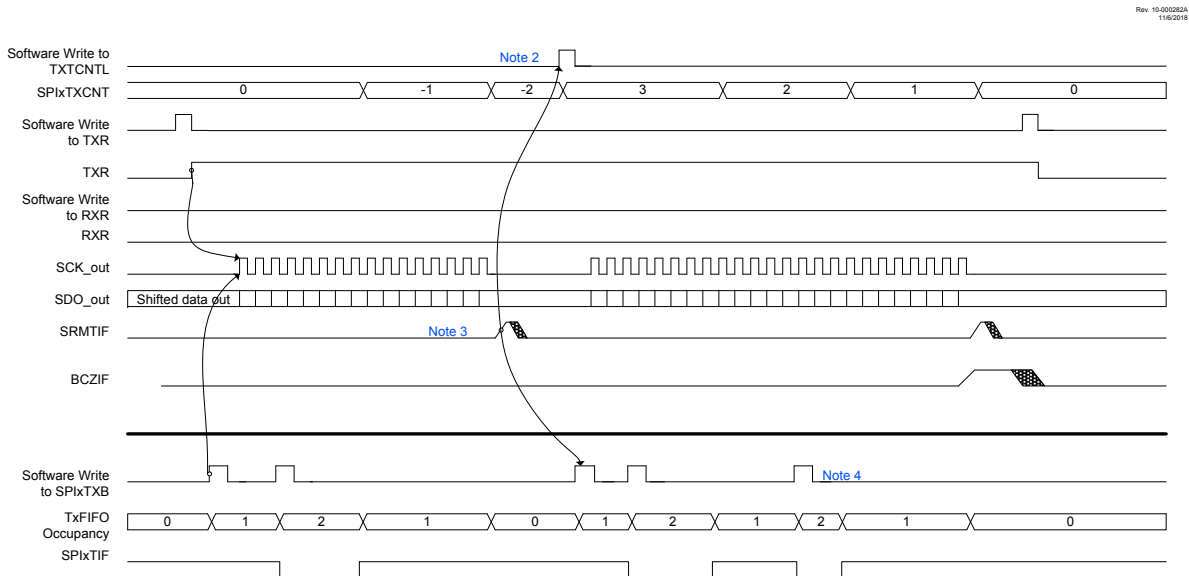 Rev. 10-000282A
11/6/2018
Software Write to
TXTCNTL
Note 2
SPIxTXCNT
0 -1 -2 3 2 1 0
Software Write
to TXR
TXR
Software Write
to RXR
RXR
SCK_out
SDO_out
Shifted data out
SRMTIF
Note 3
BCZIF
Software Write
to SPIxTXB
Note 4
TxFIFO
Occupancy
0 1 2 1 0 1 2 1 2 1 0
SPIxTIF